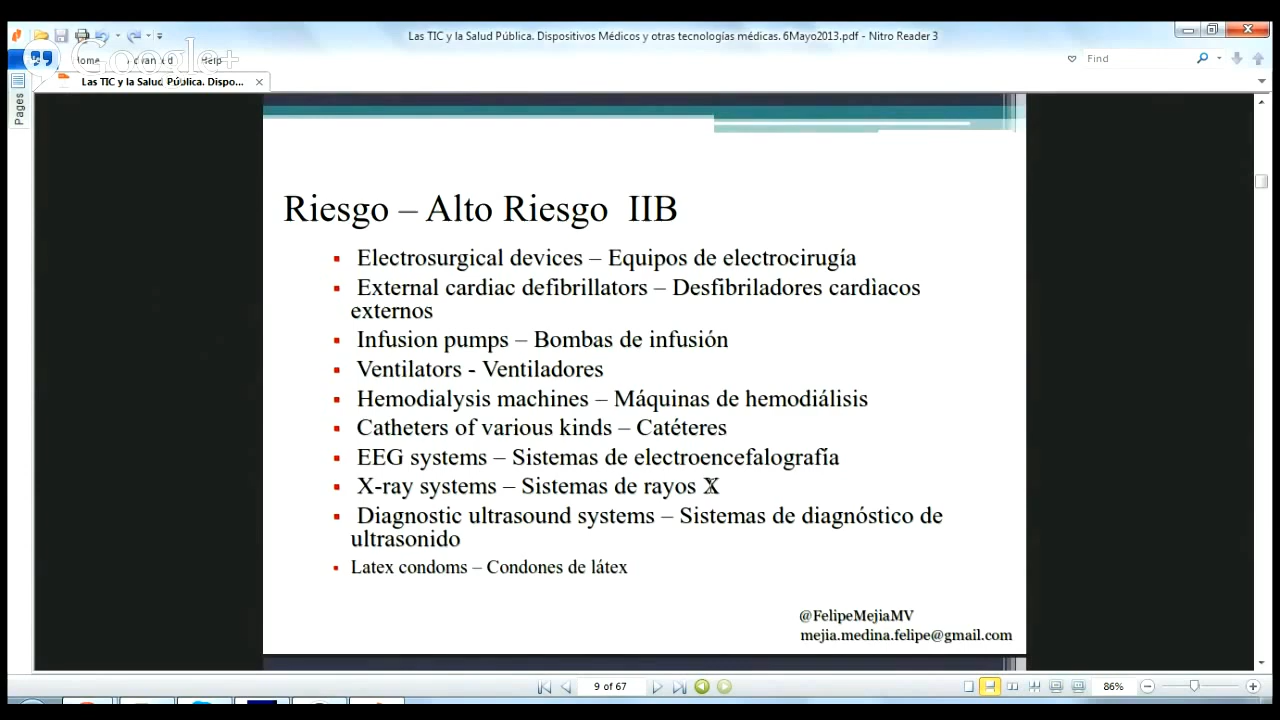 Las TIC y la Salud Pública. Dispositivos Médicos y otras tecnologías médicas. 6Mayo2013.pdf - Nitro Reader 3
Google+
Help
Find
Las TIC y la Salud Pública. Dispo...
Pages
Riesgo – Alto Riesgo IIB
Electrosurgical devices – Equipos de electrocirugía
External cardiac defibrillators – Desfibriladores cardìacos
externos
Infusion pumps – Bombas de infusión
Ventilators - Ventiladores
Hemodialysis machines – Máquinas de hemodiálisis
Catheters of various kinds – Catéteres
EEG systems – Sistemas de electroencefalografía
X-ray systems – Sistemas de rayos X
Diagnostic ultrasound systems – Sistemas de diagnóstico de
ultrasonido
Latex condoms – Condones de látex
@FelipeMejiaMV
mejia.medina.felipe@gmail.com
9 of 67
86%